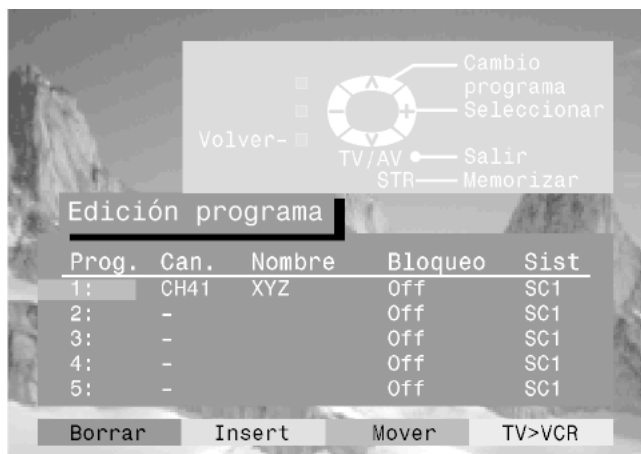 Cambio
programa
Seleccionar
Volver-
TV/AV Salir
STR Memorizar
Edición programa
Prog. Can. Nombre Bloqueo Sist
1: CH41 XYZ Off SC1
2: - Off SC1
3: - Off SC1
4: - Off SC1
5: - Off SC1
Borrar Insert Mover TV>VCR